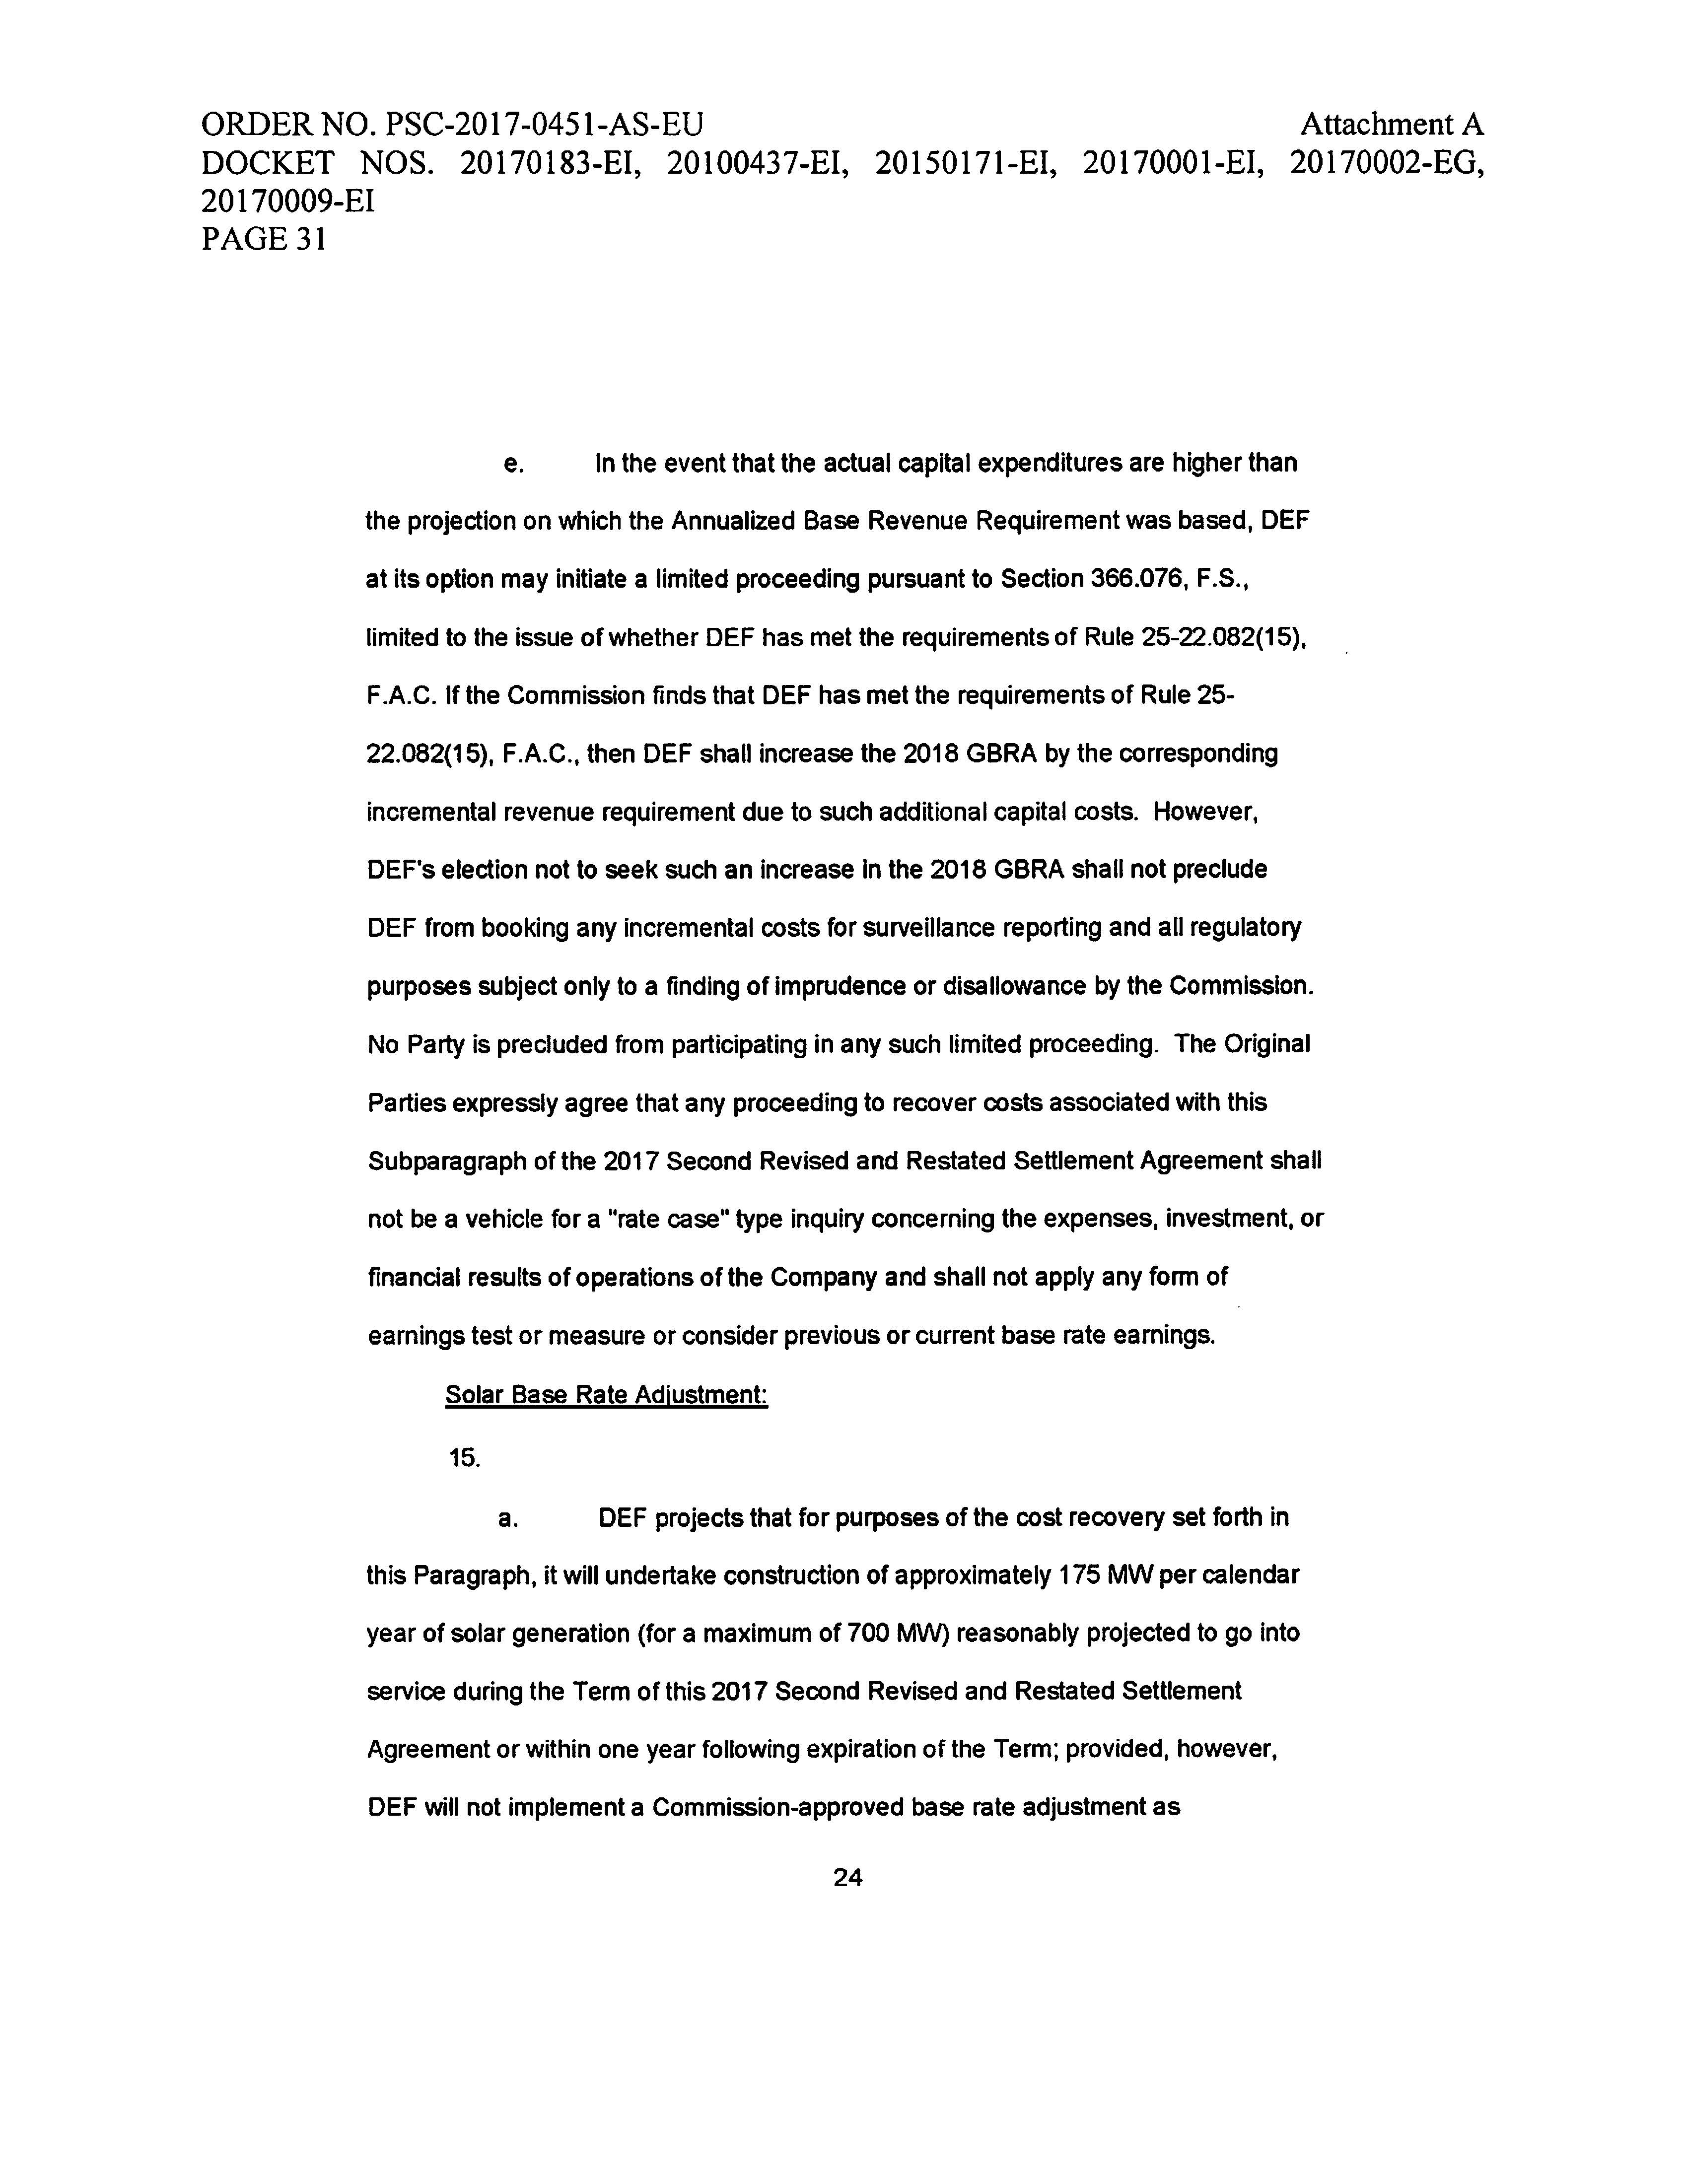 ORDER NO. PSC-2017-0451-AS-EU Attachment A
DOCKET NOS. 20170183-EI, 20100437-EI, 20150171-EI, 20170001-EI, 20170002-EG,
20170009-EI
PAGE 31
e. In the event that the actual capital expenditures are higher than
the projection on which the Annualized Base Revenue Requirement was based, DEF
at its option may initiate a limited proceeding pursuant to Section 366.076, F.S.,
limited to the issue of whether DEF has met the requirements of Rule 25-22.082(15),
F.A.C. If the Commission finds that DEF has met the requirements of Rule 25-
22.082(15), F.A.C., then DEF shall increase the 2018 GBRA by the corresponding
incremental revenue requirement due to such additional capital costs. However,
DEF's election not to seek such an increase in the 2018 GBRA shall not preclude
DEF from booking any incremental costs for surveillance reporting and all regulatory
purposes subject only to a finding of imprudence or disallowance by the Commission.
No Party is precluded from participating in any such limited proceeding. The Original
Parties expressly agree that any proceeding to recover costs associated with this
Subparagraph of the 2017 Second Revised and Restated Settlement Agreement shall
not be a vehicle for a "rate case" type inquiry concerning the expenses, investment, or
financial results of operations of the Company and shall not apply any form of
earnings test or measure or consider previous or current base rate earnings.
Solar Base Rate Adjustment:
15.
a. DEF projects that for purposes of the cost recovery set forth in
this Paragraph, it will undertake construction of approximately 175 MW per calendar
year of solar generation (for a maximum of 700 MW) reasonably projected to go into
service during the Term of this 2017 Second Revised and Restated Settlement
Agreement or within one year following expiration of the Term; provided, however,
DEF will not implement a Commission-approved base rate adjustment as
24